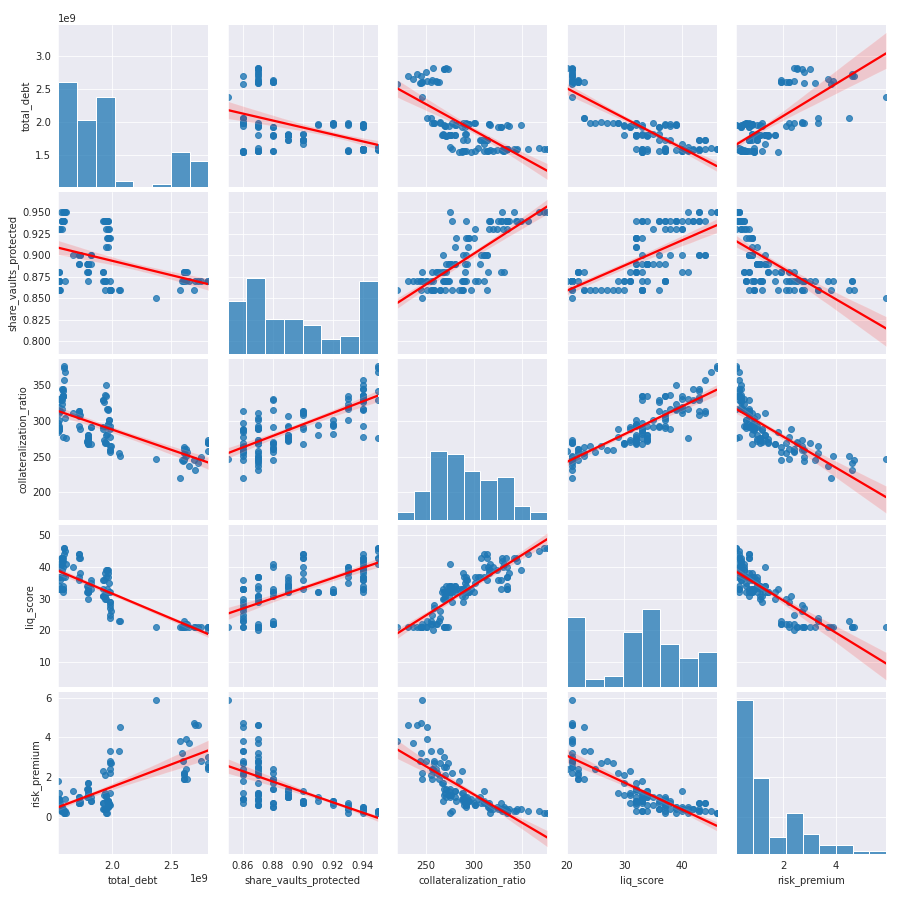 1e9
total_debt
3.0
2.5
2.0
1.5
share_vaults_protected
0.950
0.925
0.900
0.875
0.850
0.825
0.800
collateralization_ratio
350
300
250
200
liq_score
50
40
30
20
10
risk_premium
6
4
2
0
2.0 2.5
1e9
total_debt
0.86 0.88 0.90 0.92 0.94
share_vaults_protected
250 300 350
collateralization_ratio
20 30 40
liq_score
2 4
risk_premium